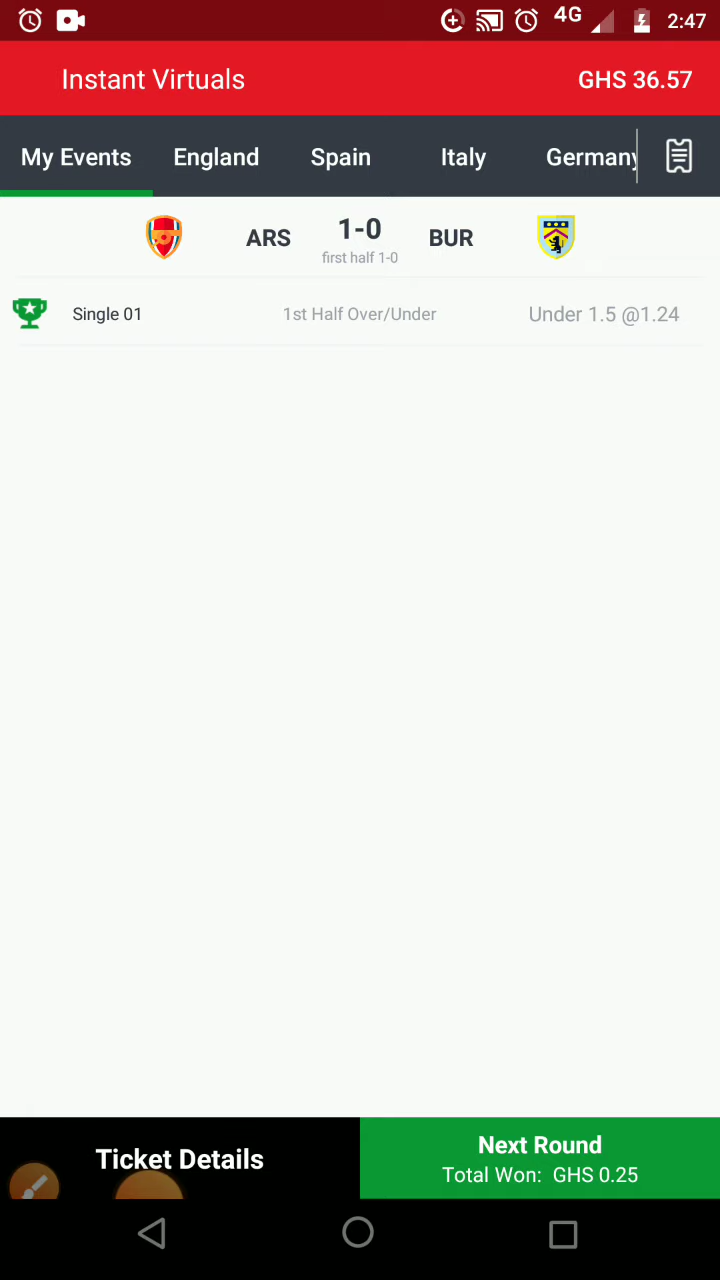 4G 2:47
Instant Virtuals GHS 36.57
My Events England Spain Italy Germany
ARS 1-0 BUR
first half 1-0
Single 01 1st Half Over/Under Under 1.5 @1.24
Ticket Details
Next Round
Total Won: GHS 0.25